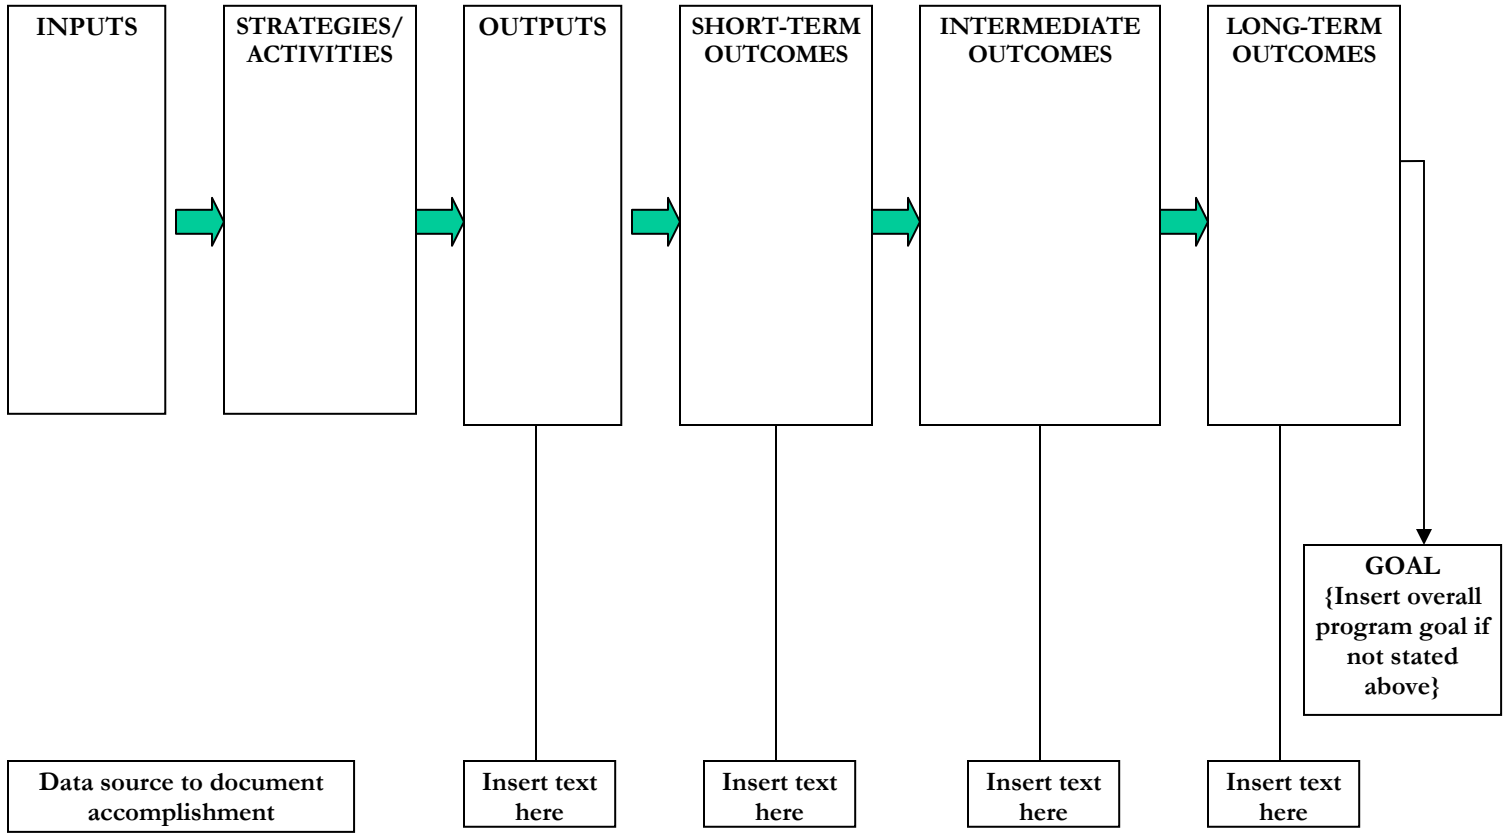 INPUTS
STRATEGIES/
ACTIVITIES
OUTPUTS
SHORT-TERM
OUTCOMES
INTERMEDIATE
OUTCOMES
LONG-TERM
OUTCOMES
GOAL
{Insert overall
program goal if
not stated
above}
Data source to document
accomplishment
Insert text
here
Insert text
here
Insert text
here
Insert text
here